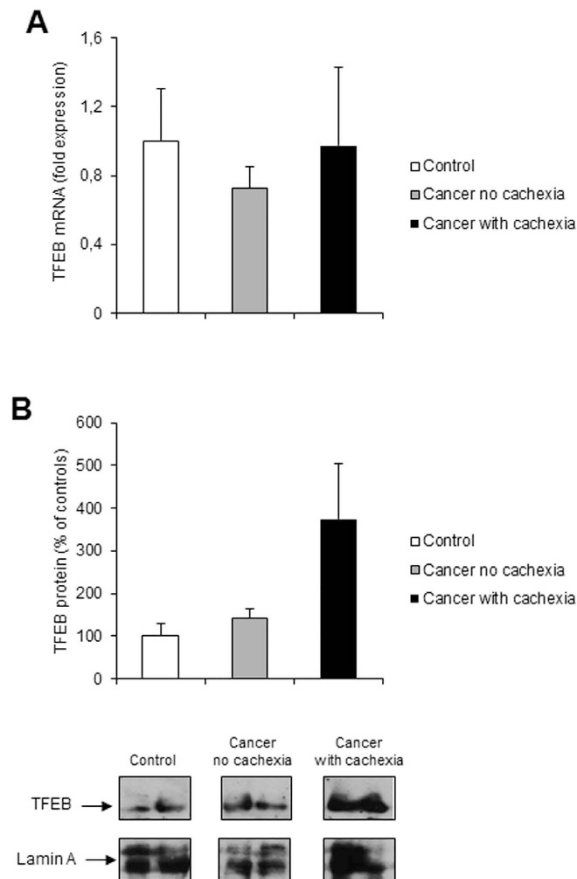 A
TFEB mRNA (fold expression)
1,6
1,2
0,8
0,4
0
Control
Cancer no cachexia
Cancer with cachexia
B
TFEB protein (% of controls)
600
500
400
300
200
100
0
Control
Cancer no cachexia
Cancer with cachexia
Control
Cancer
no cachexia
Cancer
with cachexia
TFEB
Lamin A